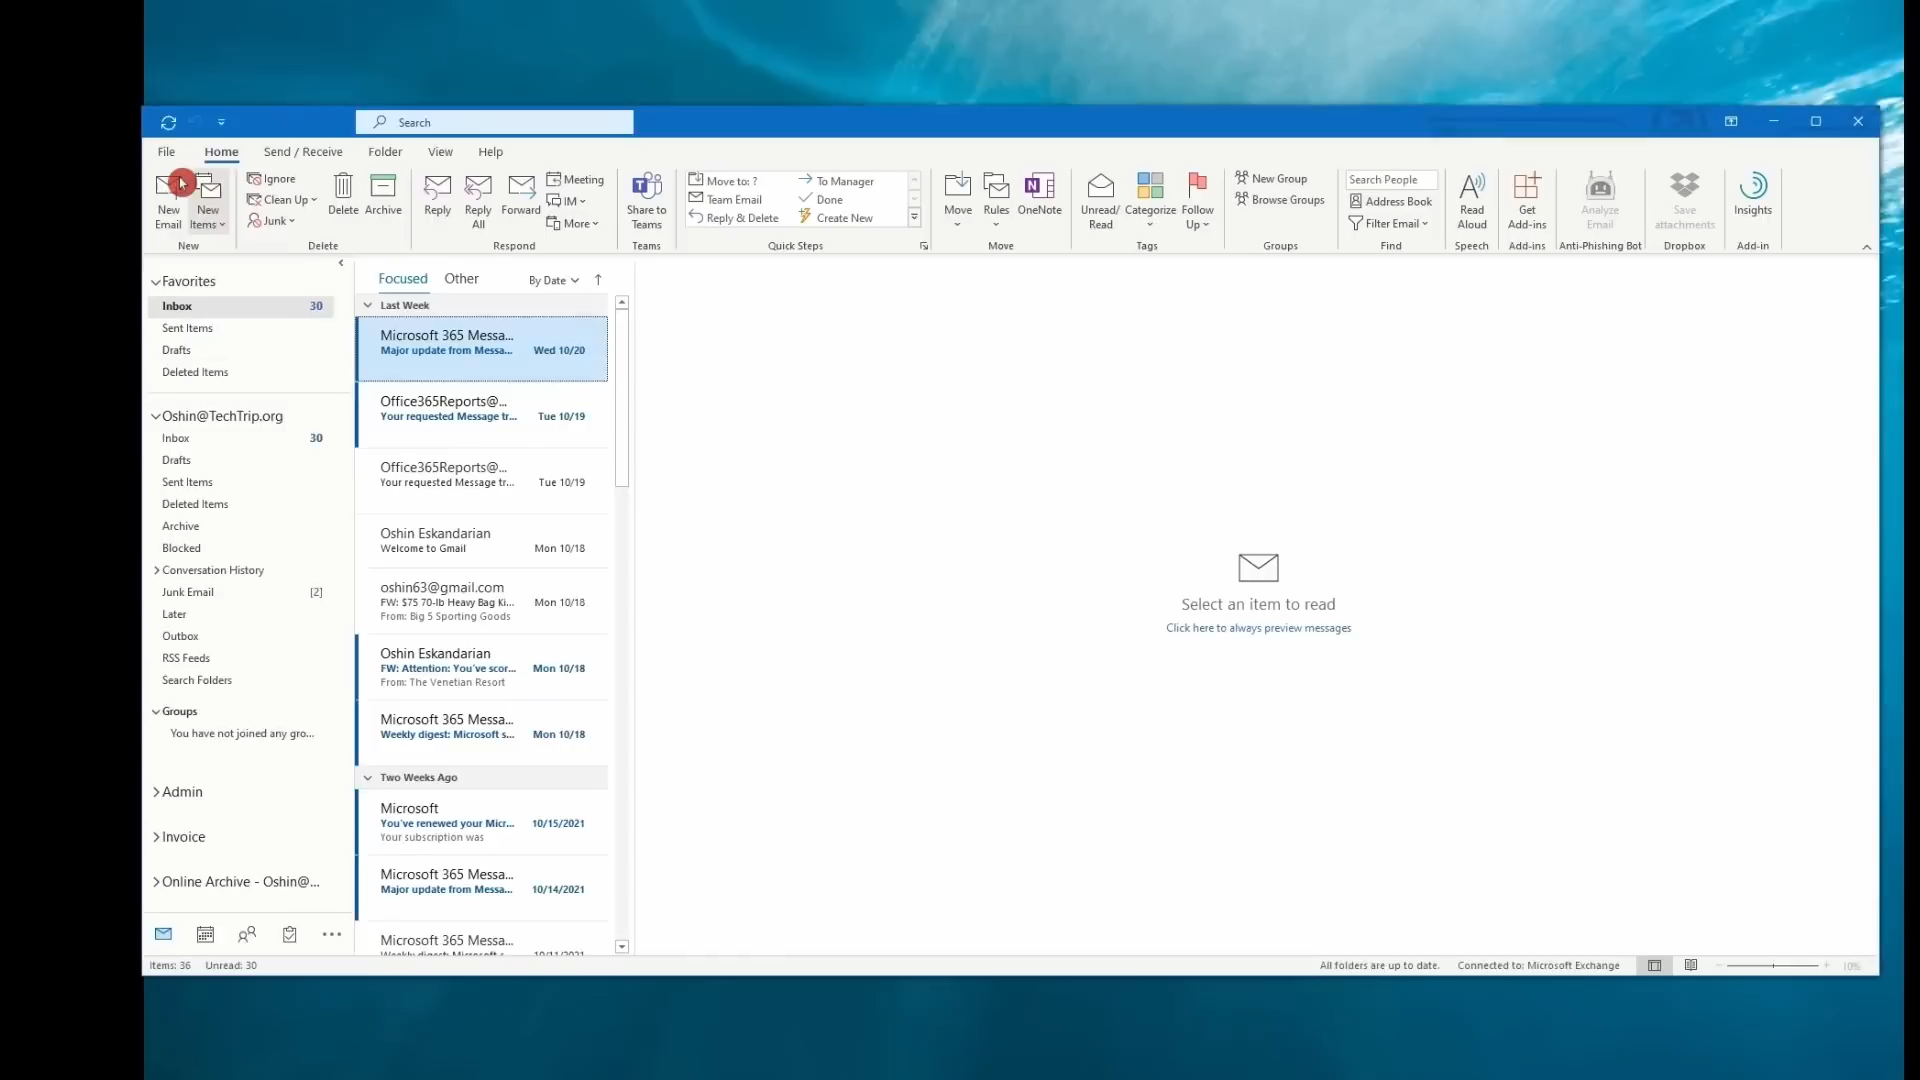 Search
File Home Send / Receive Folder View Help
New Email
New Items
New
Ignore
Clean Up
Junk
Delete
Archive
Delete
Reply
Reply All
Forward
Meeting
IM
More
Respond
Share to Teams
Teams
Move to: ?
Team Email
Reply & Delete
To Manager
Done
Create New
Quick Steps
Move
Rules
OneNote
Move
Unread/ Read
Categorize
Follow Up
Tags
New Group
Browse Groups
Groups
Search People
Address Book
Filter Email
Find
Read Aloud
Speech
Get Add-ins
Add-ins
Analyze Email
Anti-Phishing Bot
Save attachments
Dropbox
Insights
Add-in
Favorites
Inbox 30
Sent Items
Drafts
Deleted Items
Oshin@TechTrip.org
Inbox 30
Drafts
Sent Items
Deleted Items
Archive
Blocked
Conversation History
Junk Email [2]
Later
Outbox
RSS Feeds
Search Folders
Groups
You have not joined any gro...
Admin
Invoice
Online Archive - Oshin@...
Focused Other By Date
Last Week
Microsoft 365 Messa...
Major update from Messa... Wed 10/20
Office365Reports@...
Your requested Message tr... Tue 10/19
Office365Reports@...
Your requested Message tr... Tue 10/19
Oshin Eskandarian
Welcome to Gmail Mon 10/18
oshin63@gmail.com
FW: $75 70-lb Heavy Bag Ki... Mon 10/18
From: Big 5 Sporting Goods
Oshin Eskandarian
FW: Attention: You've scor... Mon 10/18
From: The Venetian Resort
Microsoft 365 Messa...
Weekly digest: Microsoft s... Mon 10/18
Two Weeks Ago
Microsoft
You've renewed your Micr... 10/15/2021
Your subscription was
Microsoft 365 Messa...
Major update from Messa... 10/14/2021
Microsoft 365 Messa...
Weekly digest: Microsoft s... 10/11/2021
Select an item to read
Click here to always preview messages
Items: 36 Unread: 30
All folders are up to date. Connected to: Microsoft Exchange 10%